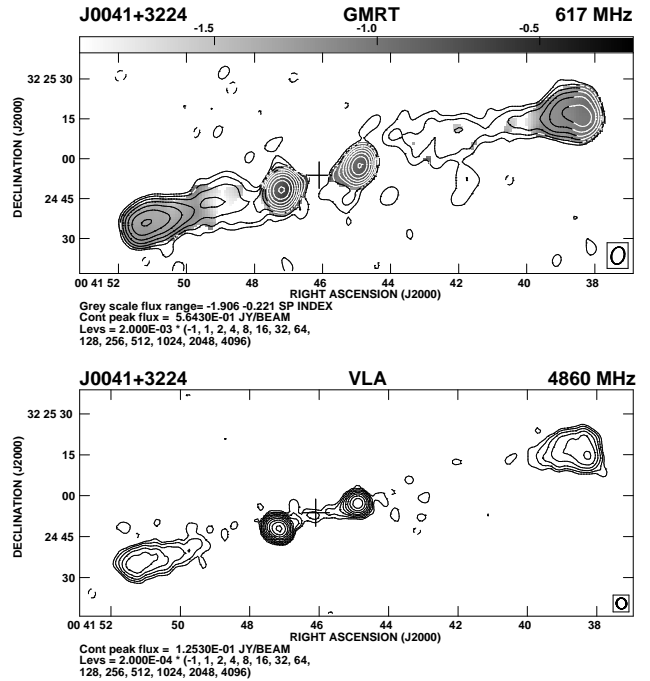 J0041+3224 GMRT 617 MHz
-1.5 -1.0 -0.5
DECLINATION (J2000)
32 25 30
15
00
24 45
30
00 41 52 50 48 46 44 42 40 38
RIGHT ASCENSION (J2000)
Grey scale flux range= -1.906 -0.221 SP INDEX
Cont peak flux = 5.6430E-01 JY/BEAM
Levs = 2.000E-03 * (-1, 1, 2, 4, 8, 16, 32, 64,
128, 256, 512, 1024, 2048, 4096)
J0041+3224 VLA 4860 MHz
DECLINATION (J2000)
32 25 30
15
00
24 45
30
00 41 52 50 48 46 44 42 40 38
RIGHT ASCENSION (J2000)
Cont peak flux = 1.2530E-01 JY/BEAM
Levs = 2.000E-04 * (-1, 1, 2, 4, 8, 16, 32, 64,
128, 256, 512, 1024, 2048, 4096)